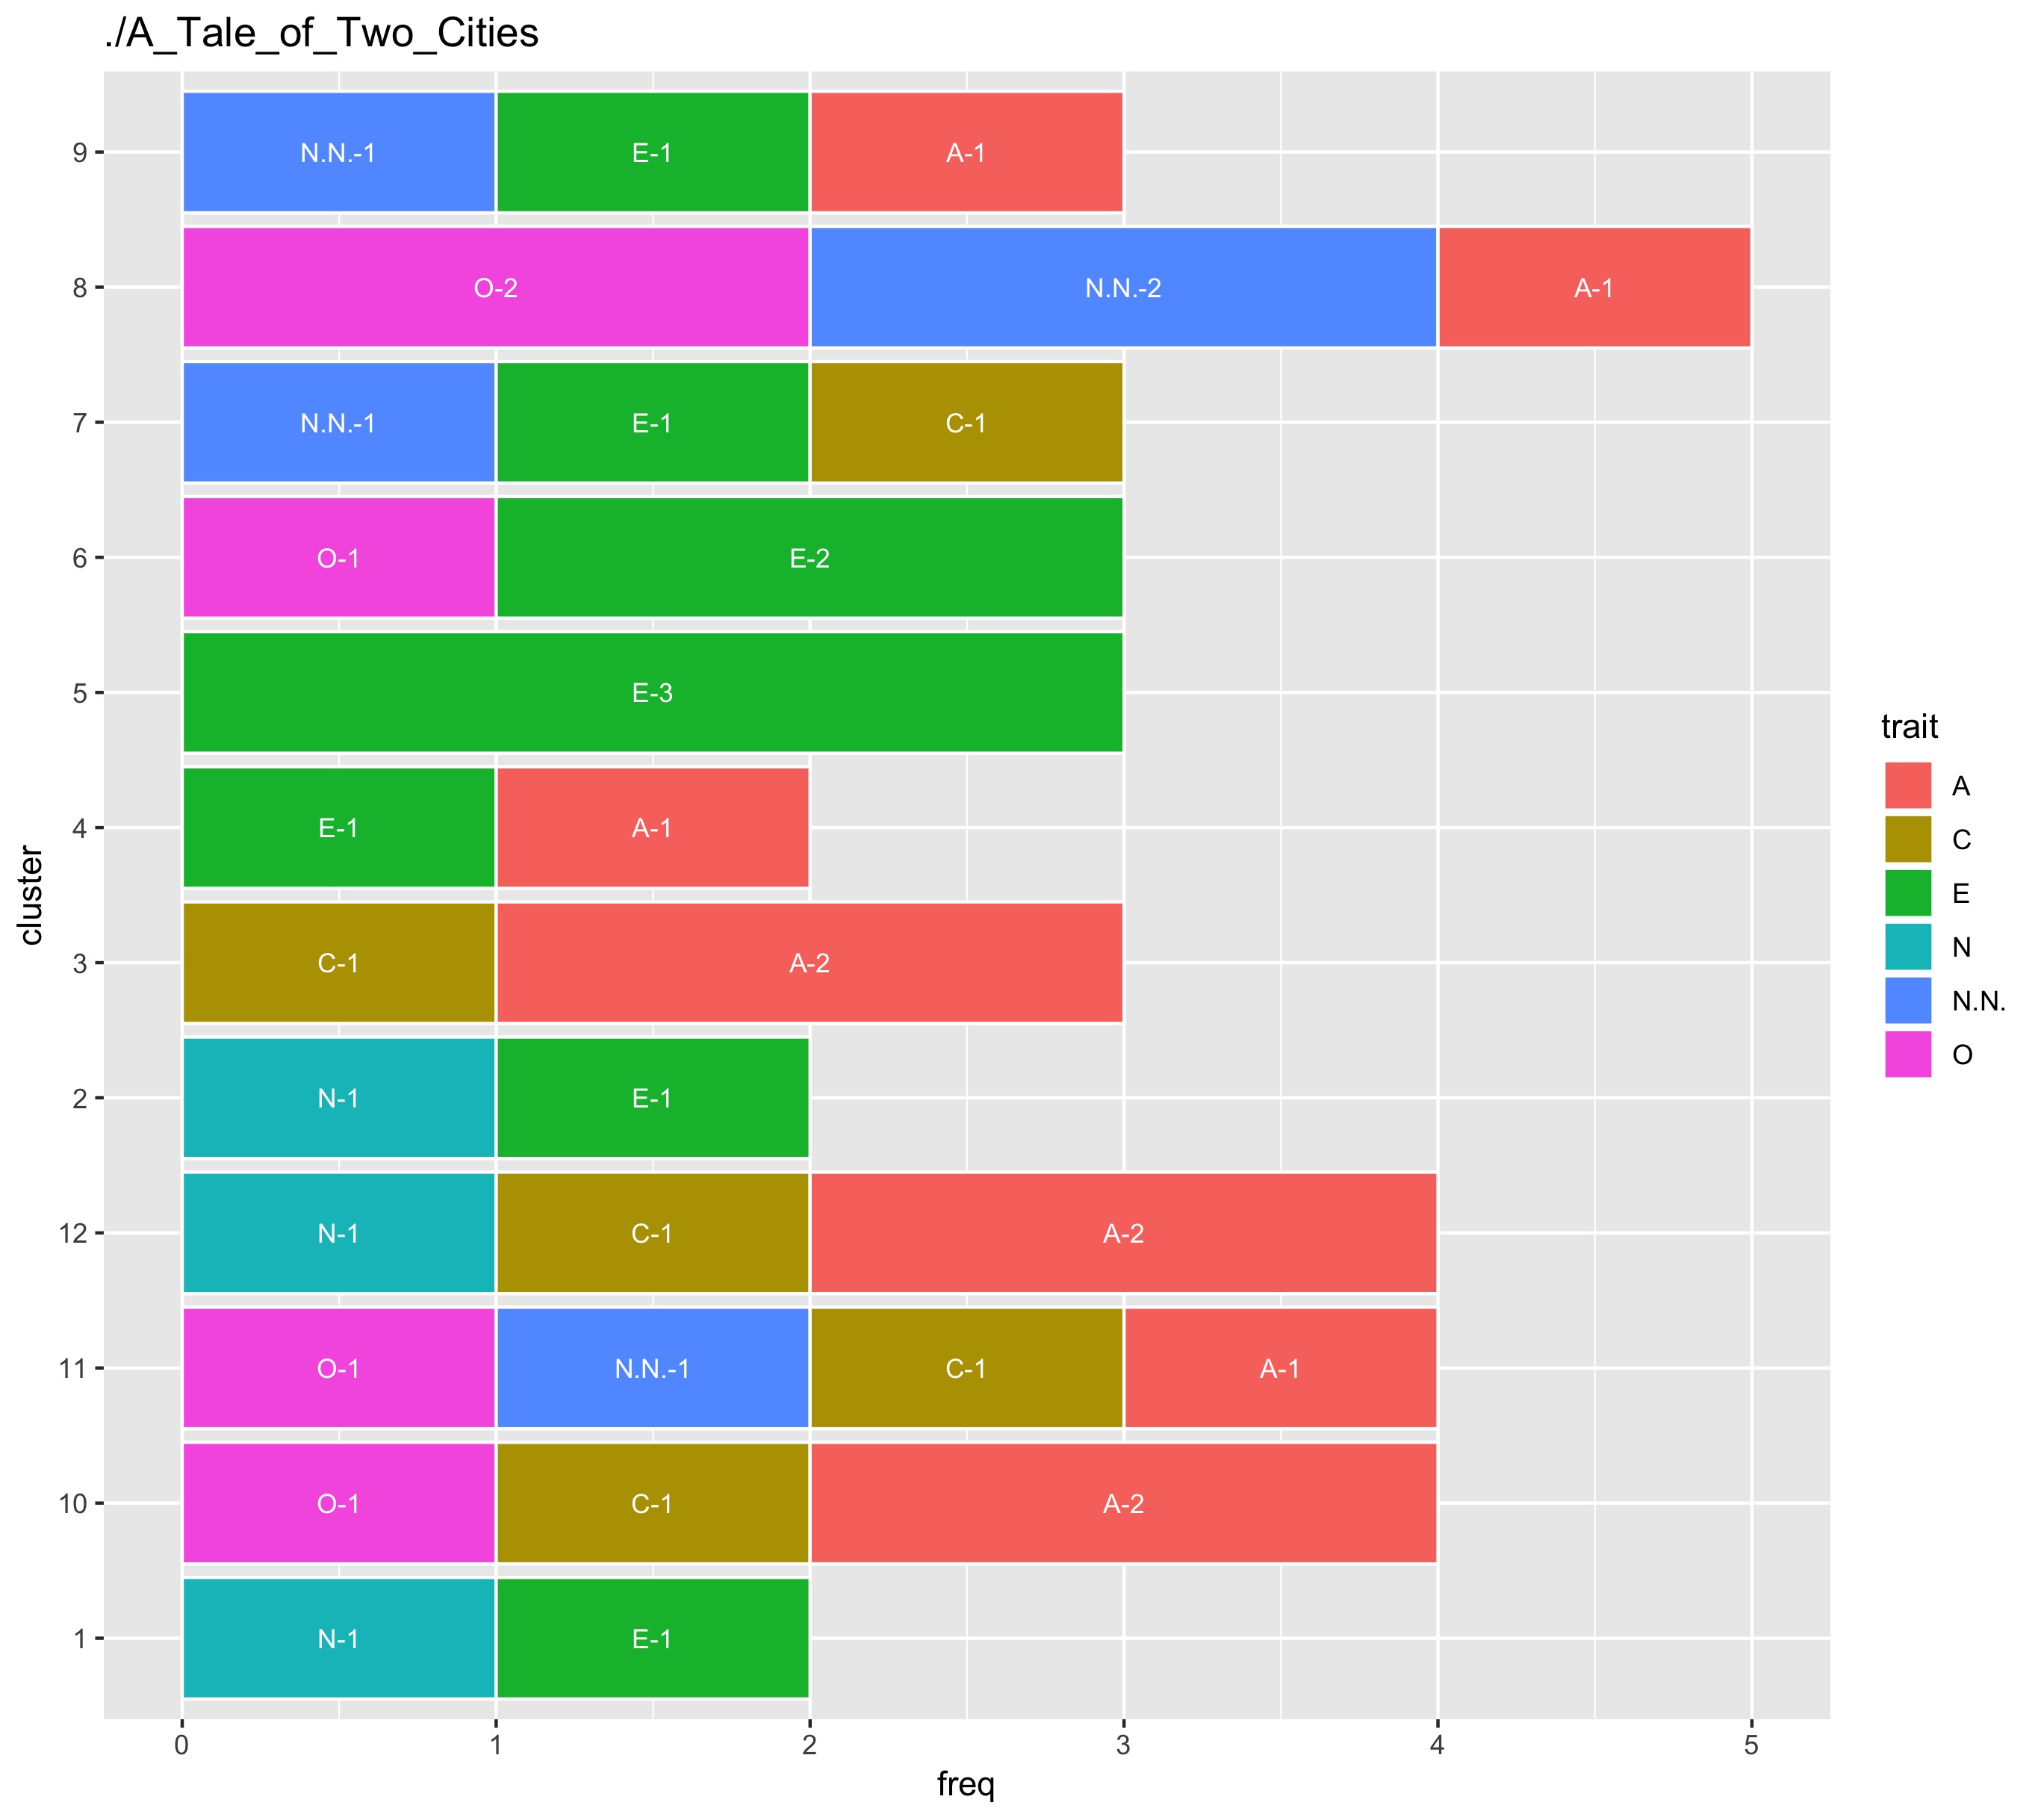 ./A_Tale_of_Two_Cities
9 N.N.-1 E-1 A-1
8 O-2 N.N.-2 A-1
7 N.N.-1 E-1 C-1
6 O-1 E-2
5 E-3
4 E-1 A-1
3 C-1 A-2
2 N-1 E-1
12 N-1 C-1 A-2
11 O-1 N.N.-1 C-1 A-1
10 O-1 C-1 A-2
1 N-1 E-1
0 1 2 3 4 5
freq
cluster
trait
A
C
E
N
N.N.
O